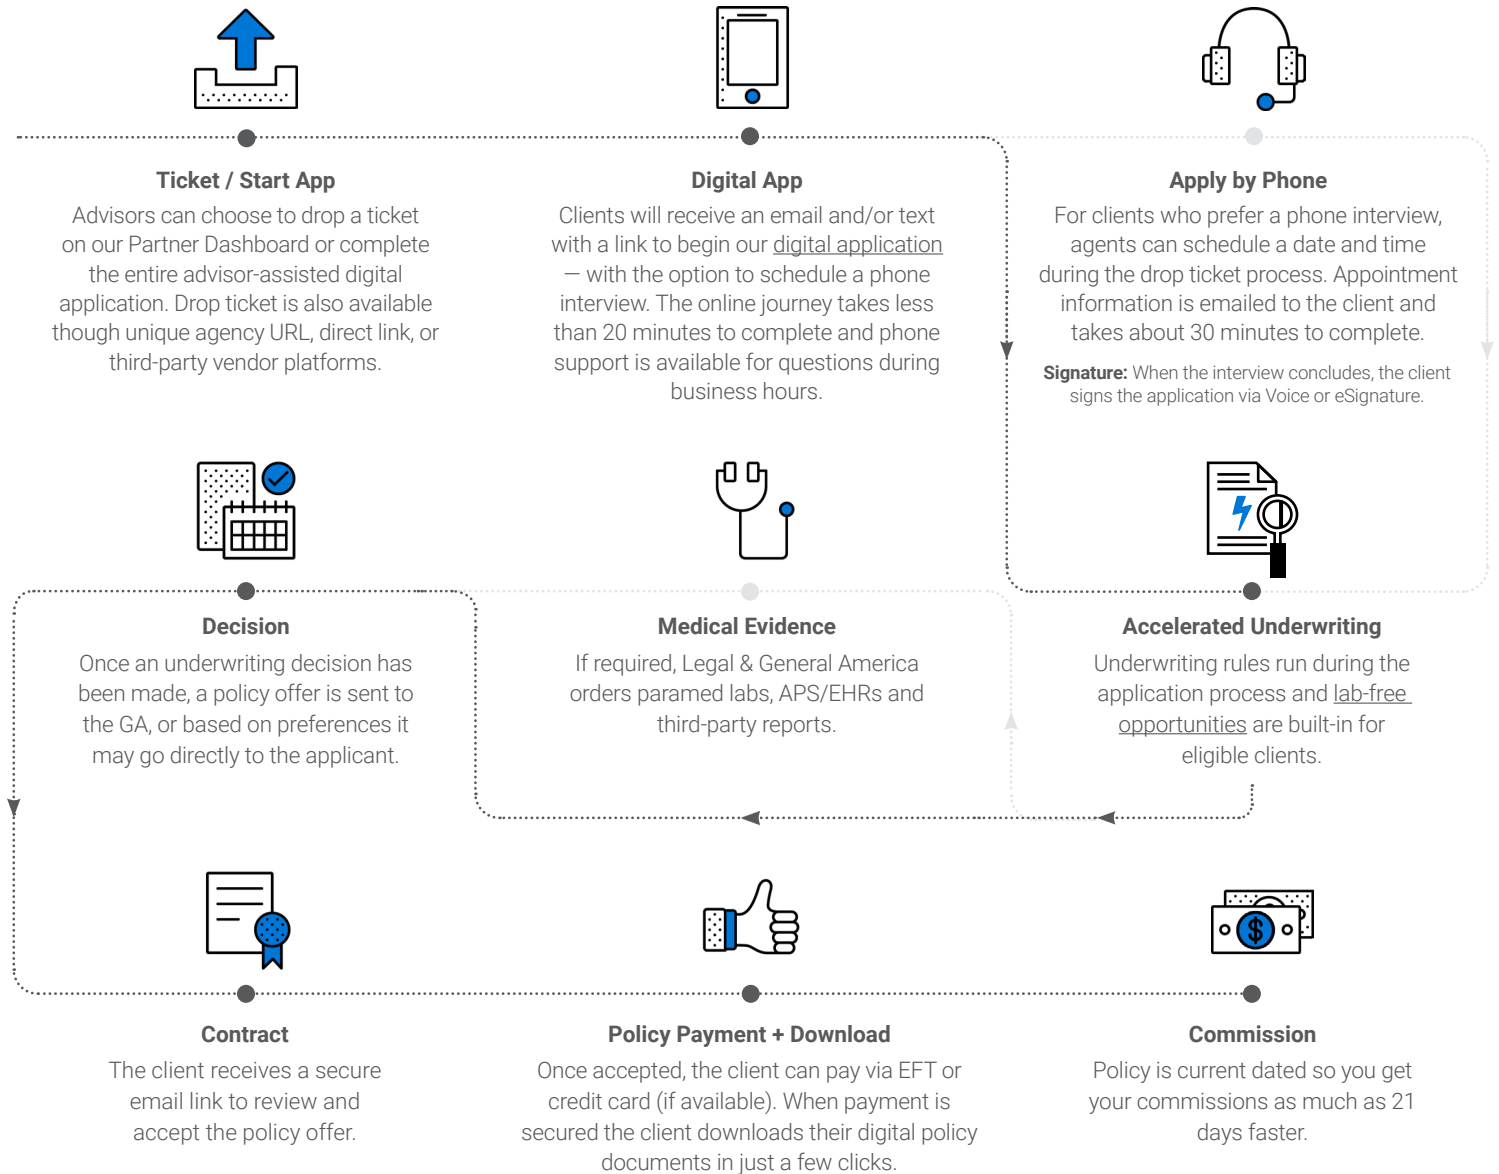 Ticket / Start App
Advisors can choose to drop a ticket
on our Partner Dashboard or complete
the entire advisor-assisted digital
application. Drop ticket is also available
though unique agency URL, direct link, or
third-party vendor platforms.
Digital App
Clients will receive an email and/or text
with a link to begin our digital application
— with the option to schedule a phone
interview. The online journey takes less
than 20 minutes to complete and phone
support is available for questions during
business hours.
Apply by Phone
For clients who prefer a phone interview,
agents can schedule a date and time
during the drop ticket process. Appointment
information is emailed to the client and
takes about 30 minutes to complete.
Signature: When the interview concludes, the client
signs the application via Voice or eSignature.
Decision
Once an underwriting decision has
been made, a policy offer is sent to
the GA, or based on preferences it
may go directly to the applicant.
Medical Evidence
If required, Legal & General America
orders paramed labs, APS/EHRs and
third-party reports.
Accelerated Underwriting
Underwriting rules run during the
application process and lab-free
opportunities are built-in for
eligible clients.
$
Contract
The client receives a secure
email link to review and
accept the policy offer.
Policy Payment + Download
Once accepted, the client can pay via EFT or
credit card (if available). When payment is
secured the client downloads their digital policy
documents in just a few clicks.
Commission
Policy is current dated so you get
your commissions as much as 21
days faster.